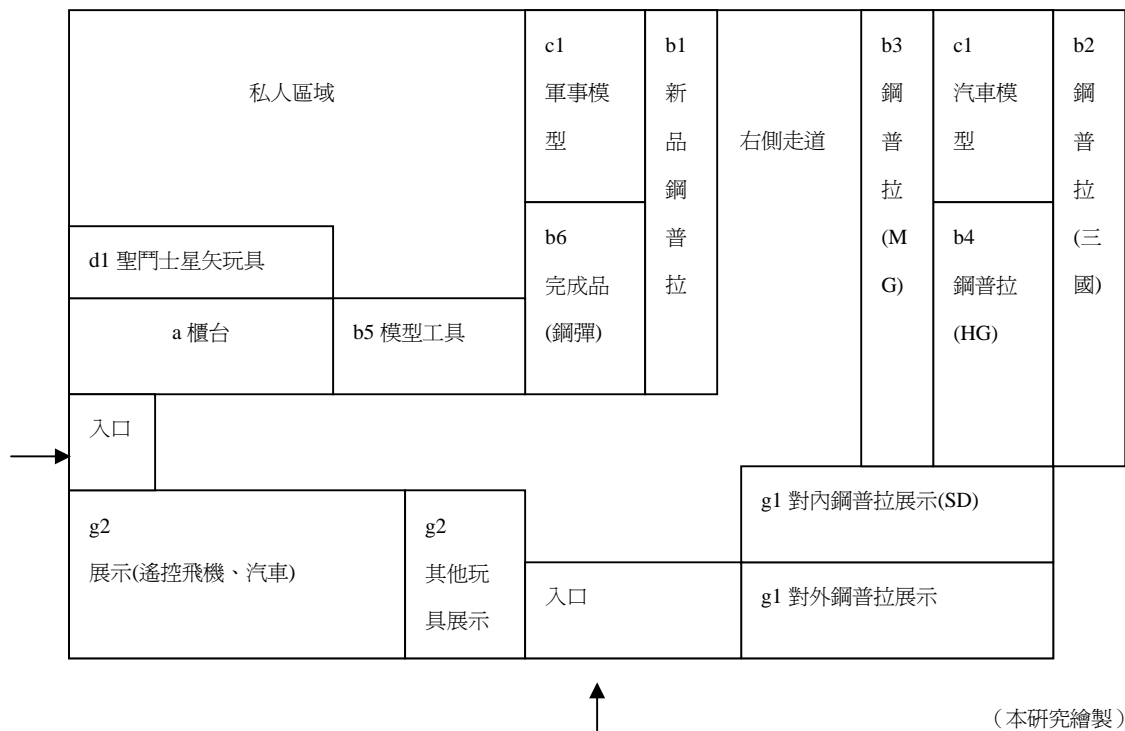 私人區域
c1
軍事模
型
b1
新
品
鋼
普
拉
右側走道
b3
鋼
普
拉
(M
G)
c1
汽車模
型
b2
鋼
普
拉
(三
國)
d1 聖鬥士星矢玩具
b6
完成品
(鋼彈)
b4
鋼普拉
(HG)
a 櫃台
b5 模型工具
入口
g2
展示(遙控飛機、汽車)
g2
其他玩
具展示
入口
g1 對內鋼普拉展示(SD)
g1 對外鋼普拉展示
(本研究繪製)